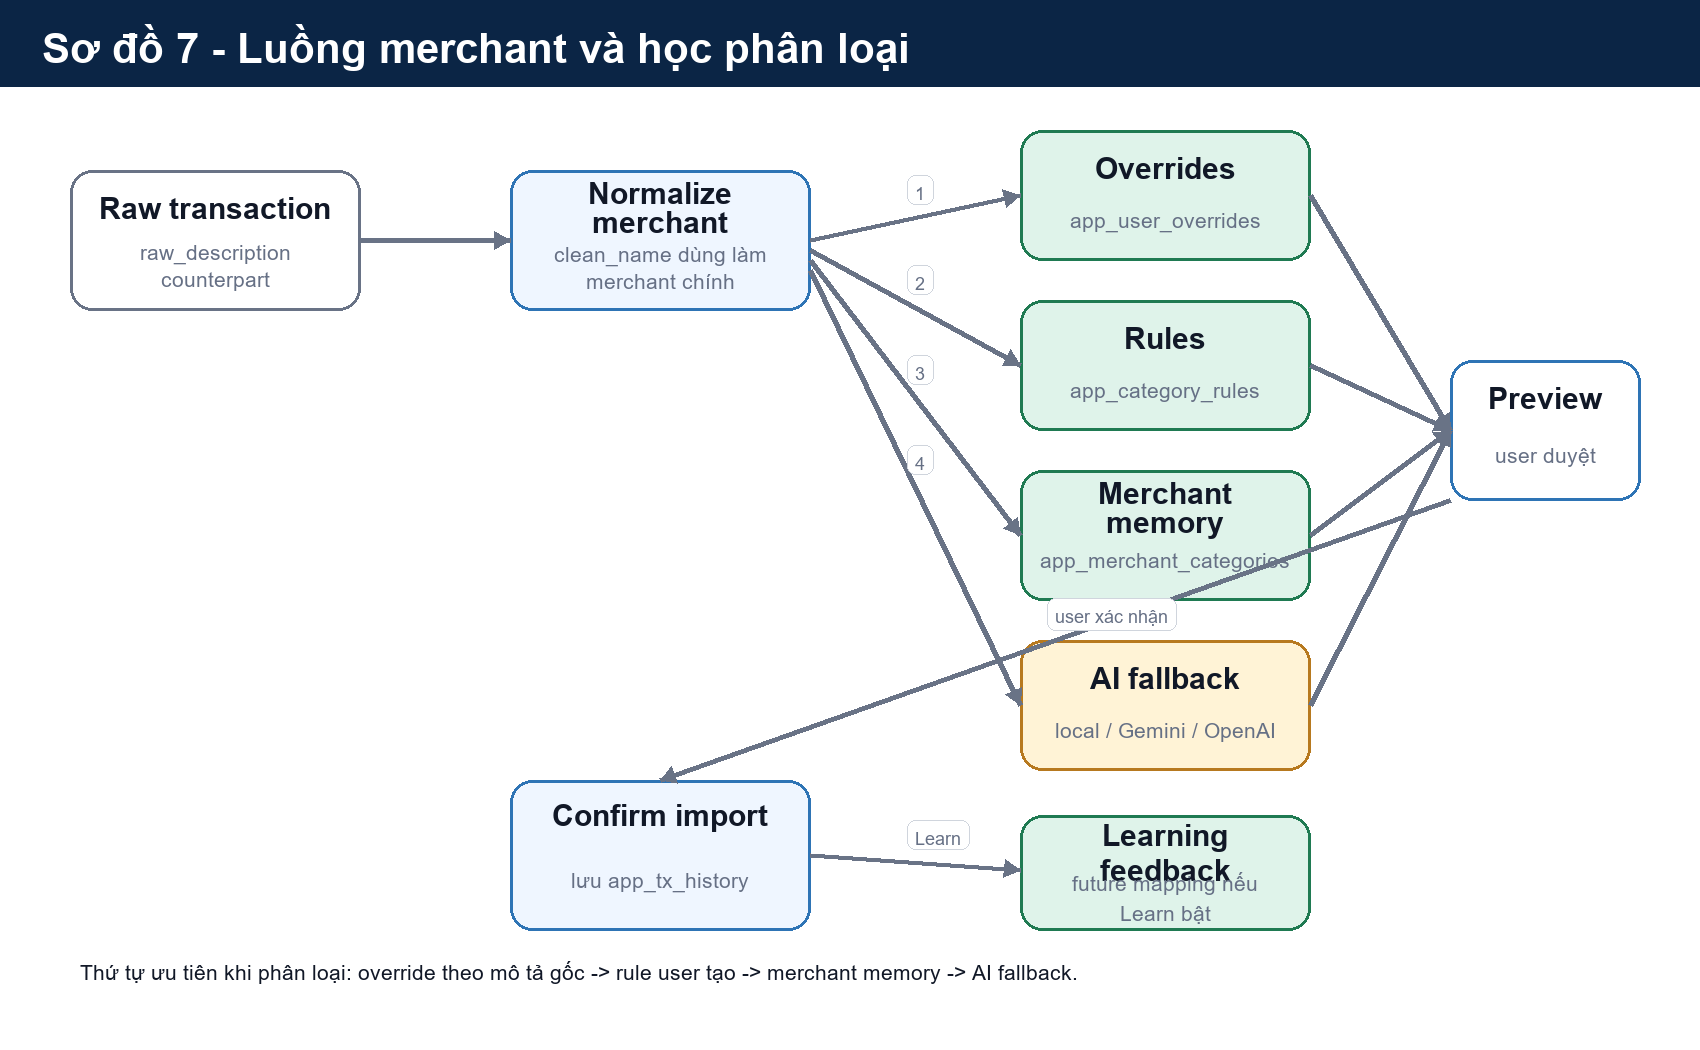 Sơ đồ 7 - Luồng merchant và học phân loại
Raw transaction
raw_description
counterpart
Normalize
merchant
clean_name dùng làm
merchant chính
1
2
3
4
Overrides
app_user_overrides
Rules
app_category_rules
Merchant
memory
app_merchant_categories
AI fallback
local / Gemini / OpenAI
Preview
user duyệt
user xác nhận
Confirm import
lưu app_tx_history
Learn
Learning
feedback
future mapping nếu
Learn bật
Thứ tự ưu tiên khi phân loại: override theo mô tả gốc -> rule user tạo -> merchant memory -> AI fallback.